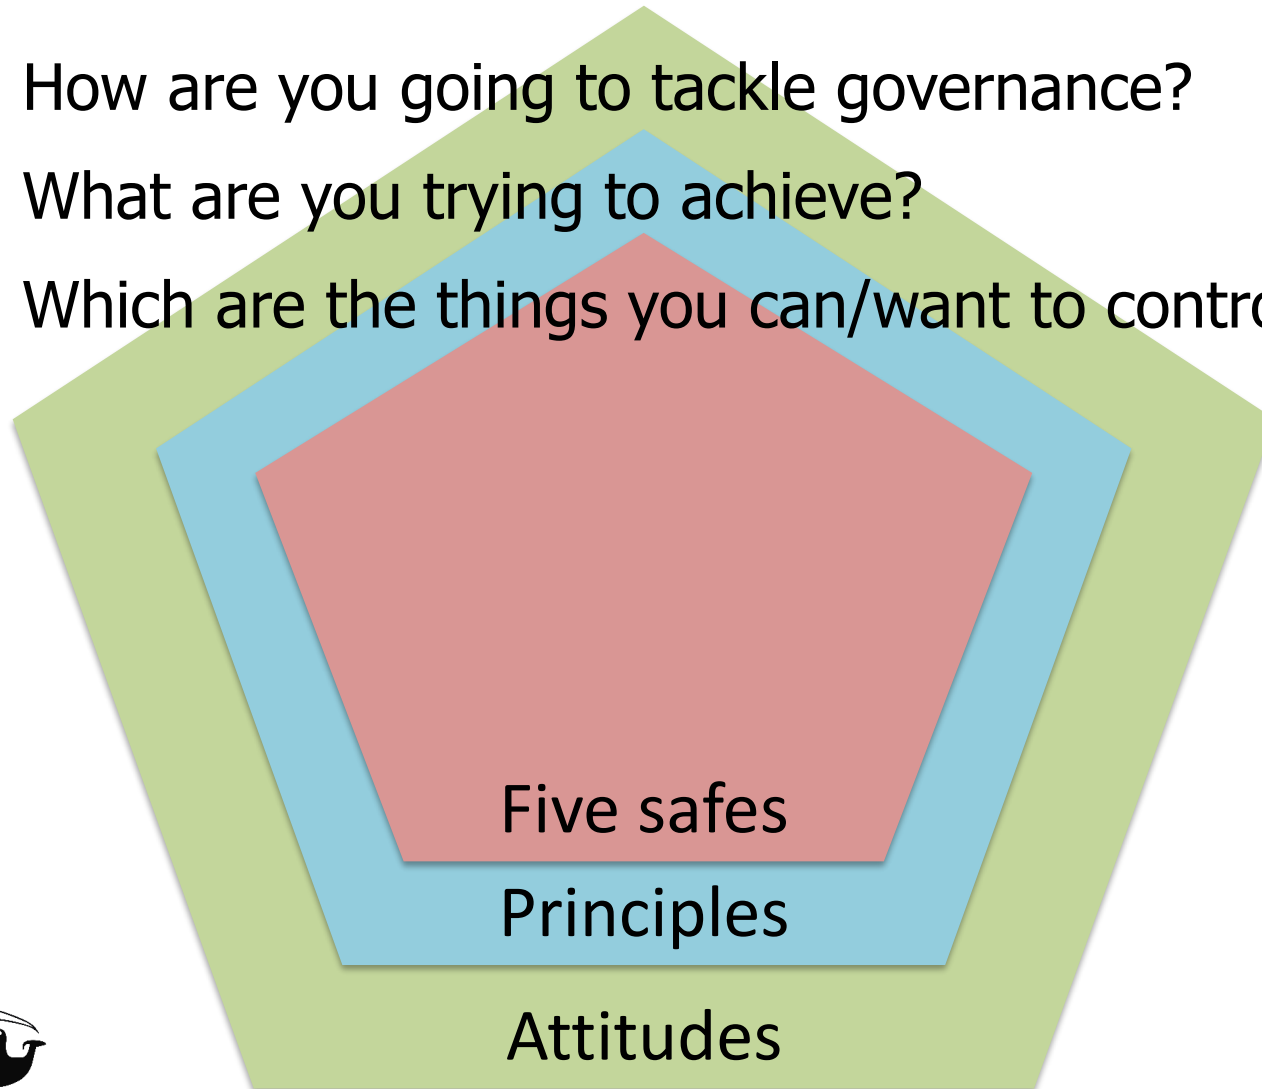 How are you going to tackle governance?
What are you trying to achieve?
Which are the things you can/want to
Five safes
Principles
Attitudes